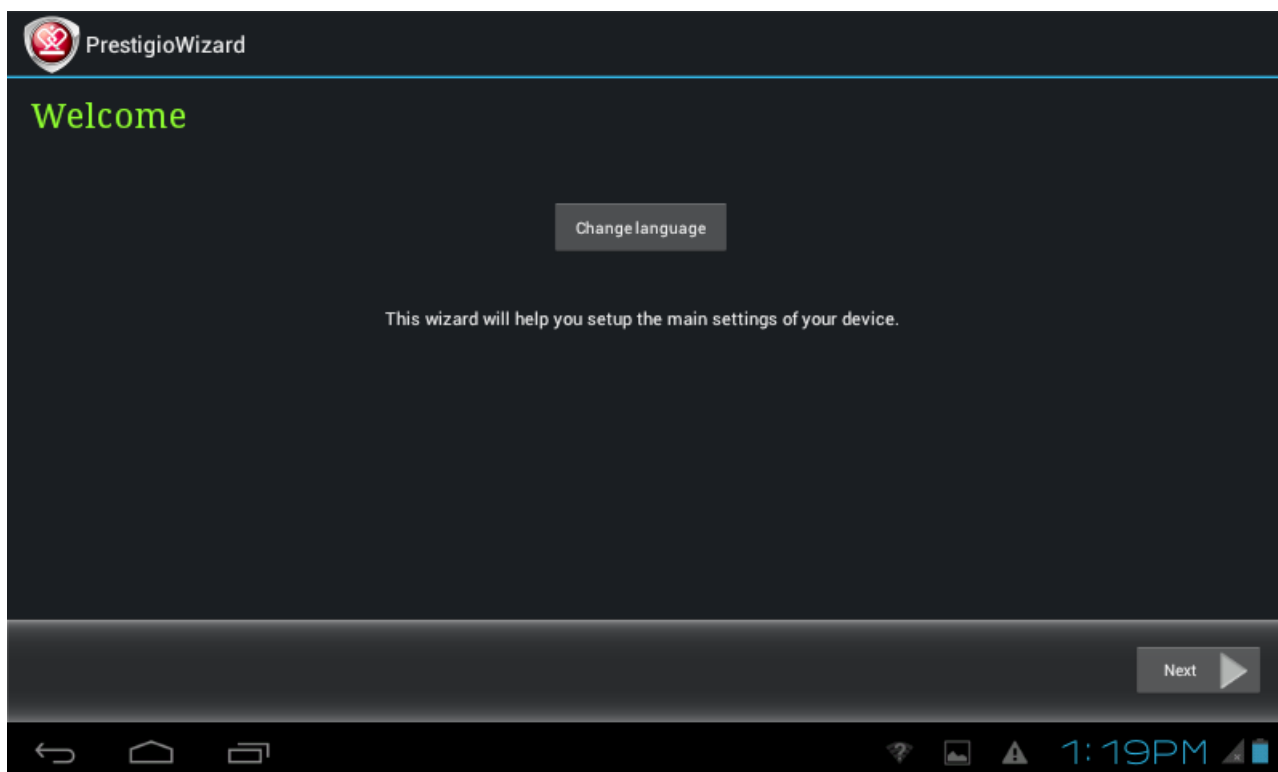 PrestigioWizard
Welcome
Change language
This wizard will help you setup the main settings of your device.
Next
1:19PM